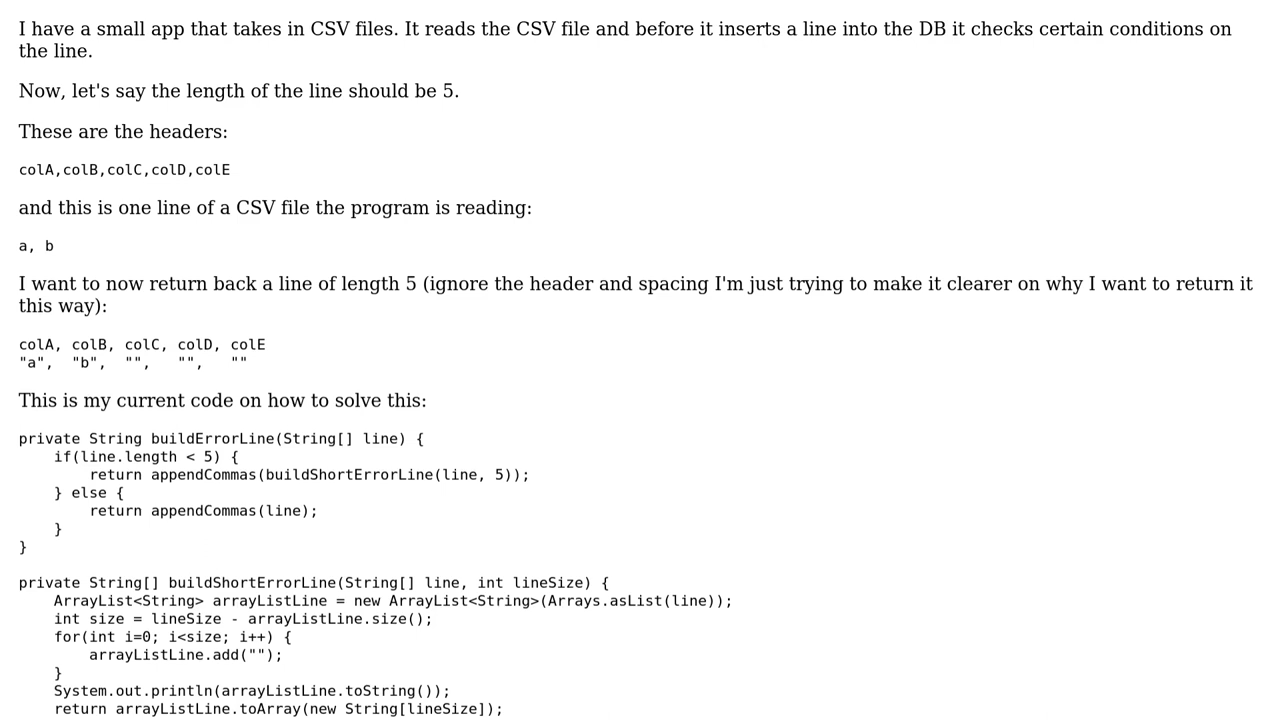 I have a small app that takes in CSV files. It reads the CSV file and before it inserts a line into the DB it checks certain conditions on
the line.
Now, let's say the length of the line should be 5.
These are the headers:
colA,colB,colC,colD,colE
and this is one line of a CSV file the program is reading:
a, b
I want to now return back a line of length 5 (ignore the header and spacing I'm just trying to make it clearer on why I want to return it
this way):
colA, colB, colC, colD, colE
"a",  "b",  "",   "",   ""
This is my current code on how to solve this:
private String buildErrorLine(String[] line) {
    if(line.length < 5) {
        return appendCommas(buildShortErrorLine(line, 5));
    } else {
        return appendCommas(line);
    }
}
private String[] buildShortErrorLine(String[] line, int lineSize) {
    ArrayList<String> arrayListLine = new ArrayList<String>(Arrays.asList(line));
    int size = lineSize - arrayListLine.size();
    for(int i=0; i<size; i++) {
        arrayListLine.add("");
    }
    System.out.println(arrayListLine.toString());
    return arrayListLine.toArray(new String[lineSize]);